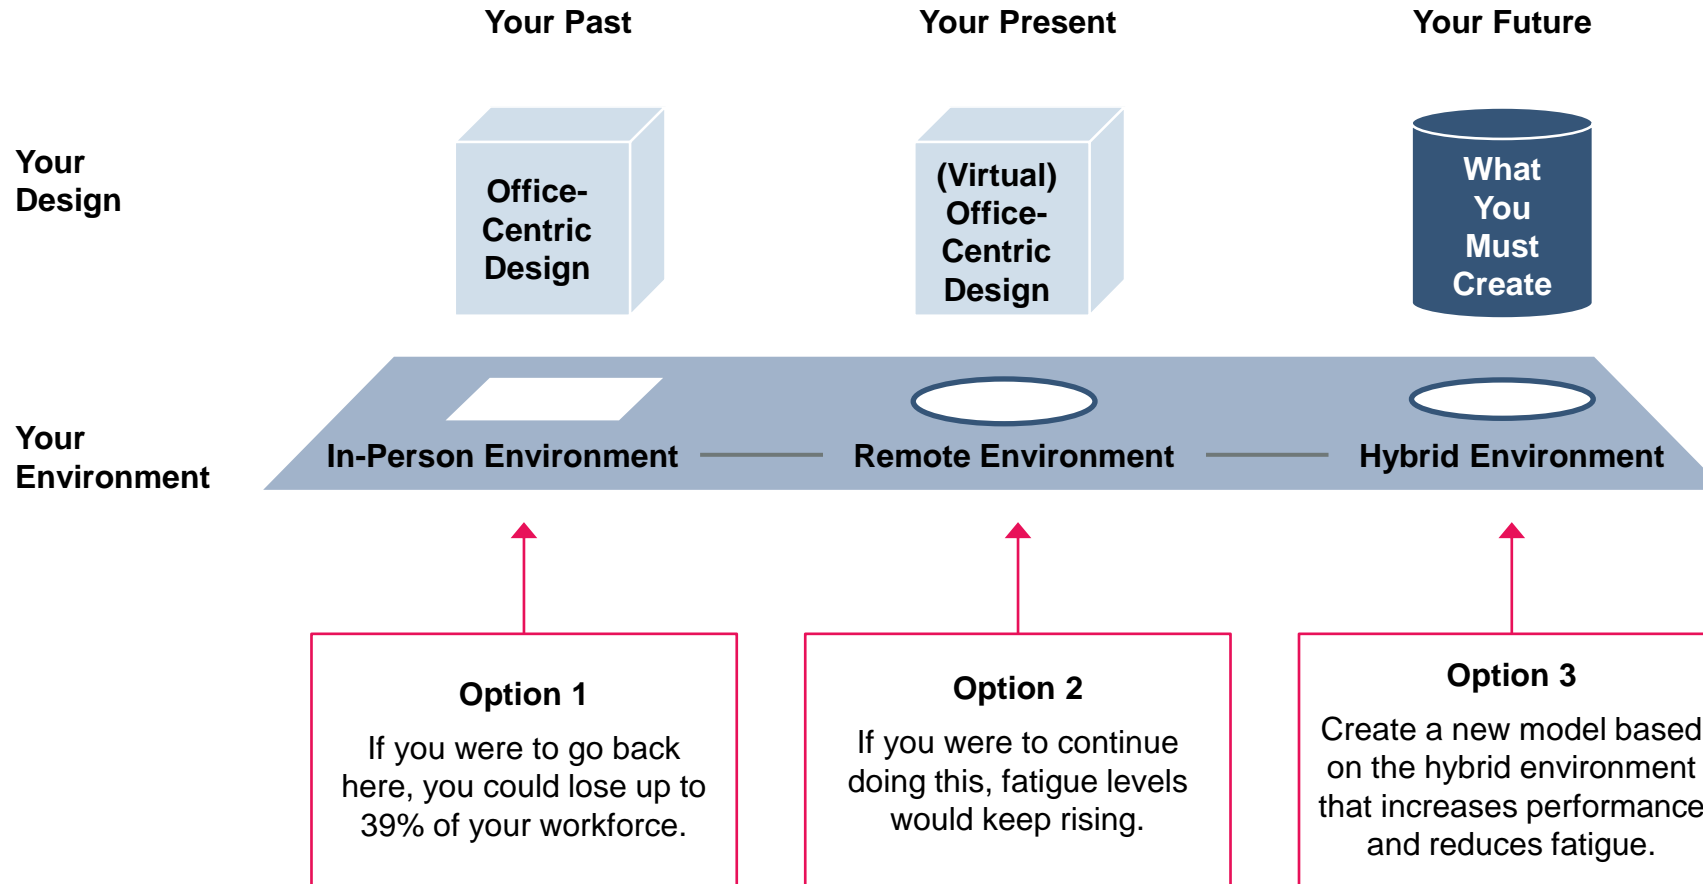 Your Past
Your Present
Your Future
Your
Design
Office-
Centric
Design
(Virtual)
Office-
Centric
Design
What
You
Must
Create
Your
Environment
In-Person Environment
Remote Environment
Hybrid Environment
Option 1
If you were to go back
here, you could lose up to
39% of your workforce.
Option 2
If you were to continue
doing this, fatigue levels
would keep rising.
Option 3
Create a new model based
on the hybrid environment
that increases performance
and reduces fatigue.